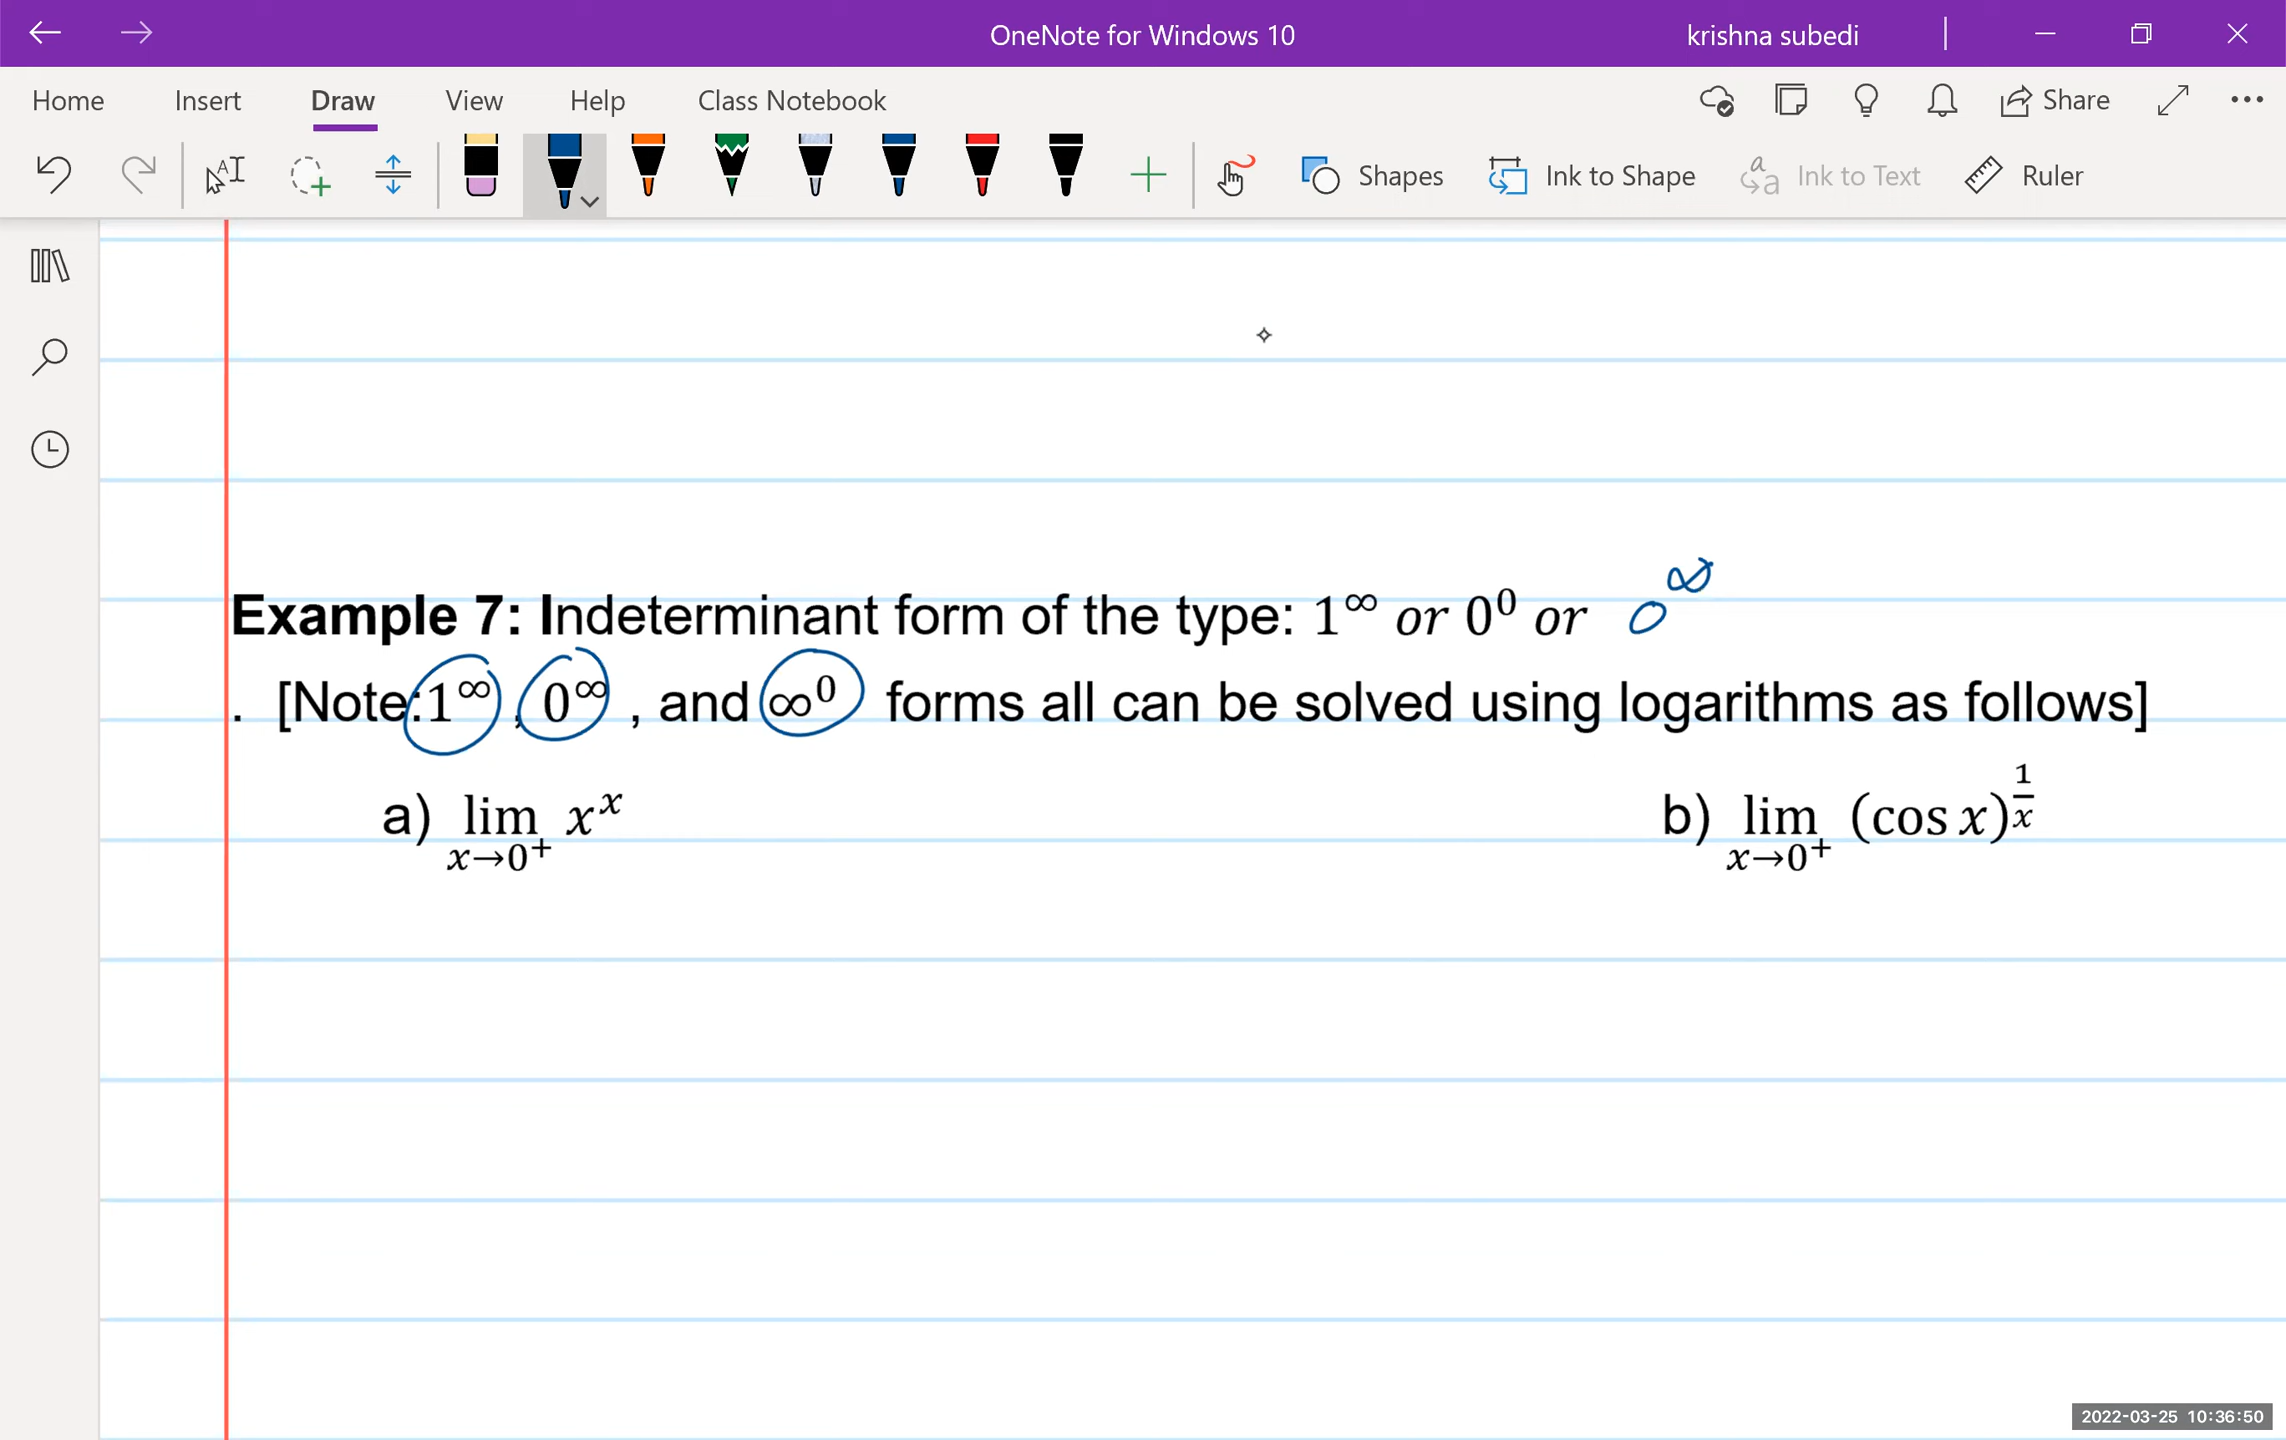 OneNote for Windows 10
krishna subedi
Home Insert Draw View Help Class Notebook Share
Shapes Ink to Shape Ink to Text Ruler
Example 7: Indeterminant form of the type: 1^∞ or 0^0 or 0^∞
. [Note:1^∞ , 0^∞ , and ∞^0 forms all can be solved using logarithms as follows]
a) lim x→0⁺ x^x b) lim x→0⁺ (cos x)^(1/x)
2022-03-25 10:36:50